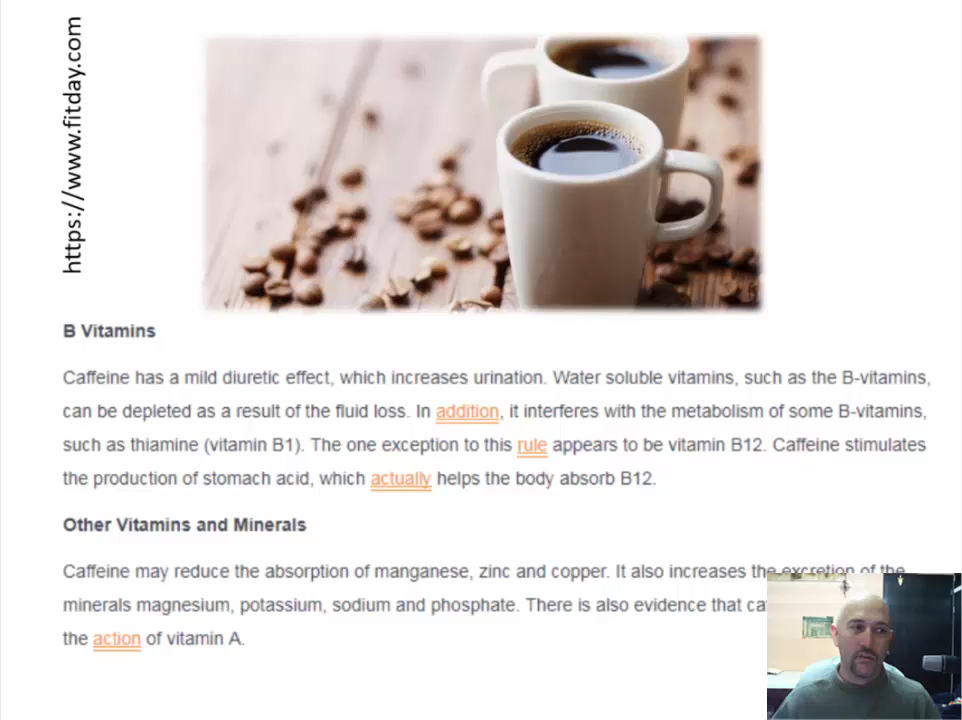 https://www.fitday.com
B Vitamins
Caffeine has a mild diuretic effect, which increases urination. Water soluble vitamins, such as the B-vitamins,
can be depleted as a result of the fluid loss. In addition, it interferes with the metabolism of some B-vitamins,
such as thiamine (vitamin B1). The one exception to this rule appears to be vitamin B12. Caffeine stimulates
the production of stomach acid, which actually helps the body absorb B12.
Other Vitamins and Minerals
Caffeine may reduce the absorption of manganese, zinc and copper. It also increases the excretion of the
minerals magnesium, potassium, sodium and phosphate. There is also evidence that
the action of vitamin A.